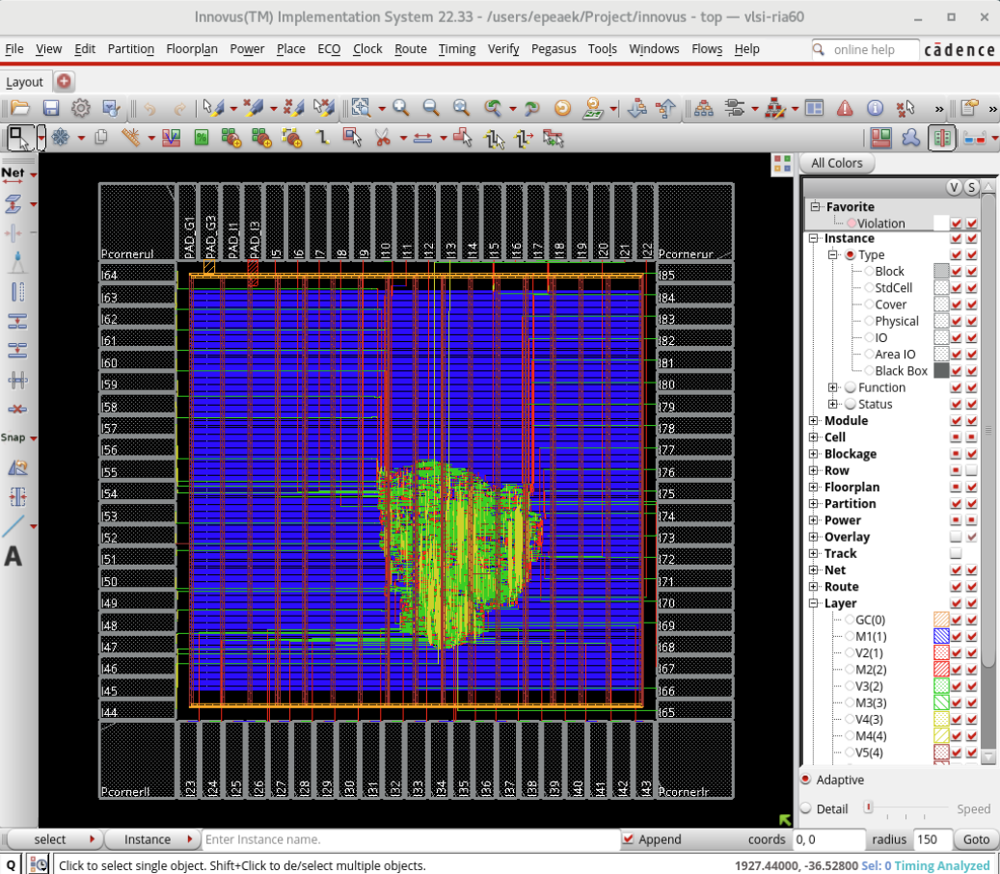 Innovus(TM) Implementation System 22.33 - /users/epeaek/Project/innovus - top — vlsi-ria60
File View Edit Partition Floorplan Power Place ECO Clock Route Timing Verify Pegasus Tools Windows Flows Help online help cādence
Layout
»
»
Net
Snap
A
All Colors
V S
Favorite
Violation
Instance
Type
Block
StdCell
Cover
Physical
IO
Area IO
Black Box
Function
Status
Module
Cell
Blockage
Row
Floorplan
Partition
Power
Overlay
Track
Net
Route
Layer
GC(0)
M1(1)
V2(1)
M2(2)
V3(2)
M3(3)
V4(3)
M4(4)
V5(4)
Adaptive
Detail Speed
Pcornerul PAD_G1 PAD_G3 PAD_I1 PAD_I3 I5 I6 I7 I8 I9 I10 I11 I12 I13 I14 I15 I16 I17 I18 I19 I20 I21 I22 Pcornerur
I64 I85
I63 I84
I62 I83
I61 I82
I60 I81
I59 I80
I58 I79
I57 I78
I56 I77
I55 I76
I54 I75
I53 I74
I52 I73
I51 I72
I50 I71
I49 I70
I48 I69
I47 I68
I46 I67
I45 I66
I44 I65
Pcornerll I23 I24 I25 I26 I27 I28 I29 I30 I31 I32 I33 I34 I35 I36 I37 I38 I39 I40 I41 I42 I43 Pcornerlr
select Instance Enter Instance name. Append coords 0, 0 radius 150 Goto
Q Click to select single object. Shift+Click to de/select multiple objects. 1927.44000, -36.52800 Sel: 0 Timing Analyzed